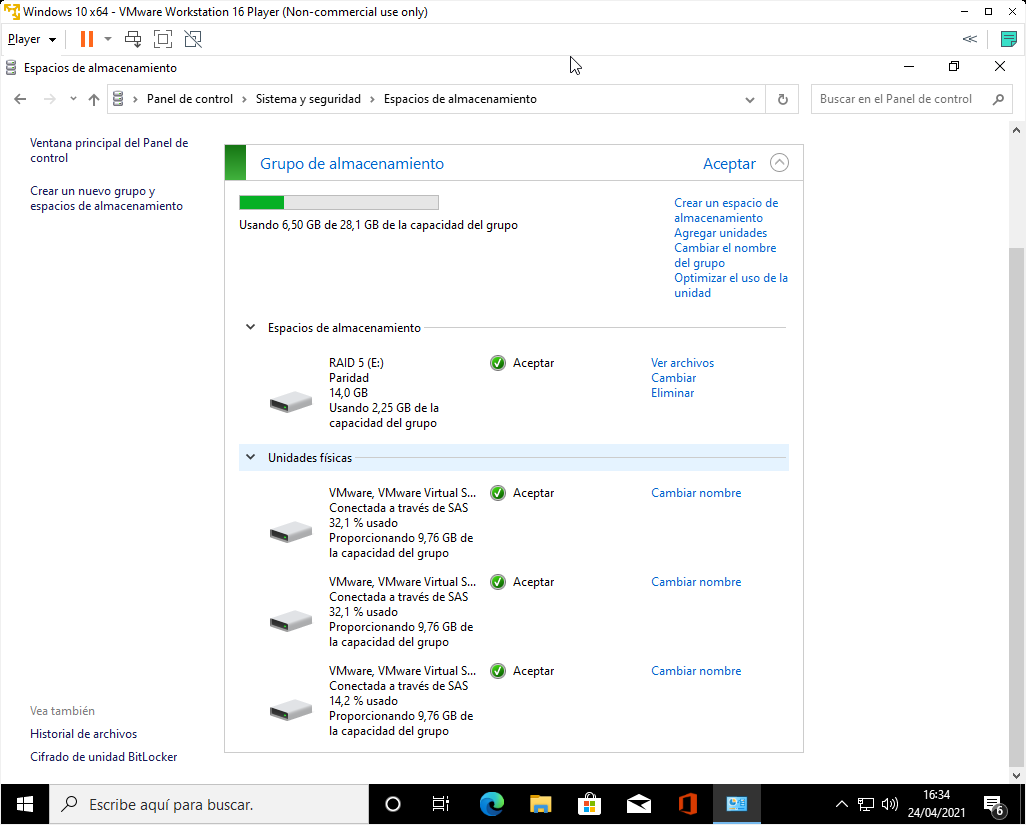 Windows 10 x64 - VMware Workstation 16 Player (Non-commercial use only)
Player
Espacios de almacenamiento
Panel de control
Sistema y seguridad
Espacios de almacenamiento
Buscar en el Panel de control
Ventana principal del Panel de
control
Crear un nuevo grupo y
espacios de almacenamiento
Grupo de almacenamiento
Aceptar
Usando 6,50 GB de 28,1 GB de la capacidad del grupo
Crear un espacio de
almacenamiento
Agregar unidades
Cambiar el nombre
del grupo
Optimizar el uso de la
unidad
Espacios de almacenamiento
RAID 5 (E:)
Paridad
14,0 GB
Usando 2,25 GB de la
capacidad del grupo
Aceptar
Ver archivos
Cambiar
Eliminar
Unidades físicas
VMware, VMware Virtual S...
Conectada a través de SAS
32,1 % usado
Proporcionando 9,76 GB de
la capacidad del grupo
Aceptar
Cambiar nombre
VMware, VMware Virtual S...
Conectada a través de SAS
32,1 % usado
Proporcionando 9,76 GB de
la capacidad del grupo
Aceptar
Cambiar nombre
VMware, VMware Virtual S...
Conectada a través de SAS
14,2 % usado
Proporcionando 9,76 GB de
la capacidad del grupo
Aceptar
Cambiar nombre
Vea también
Historial de archivos
Cifrado de unidad BitLocker
Escribe aquí para buscar.
16:34
24/04/2021
6